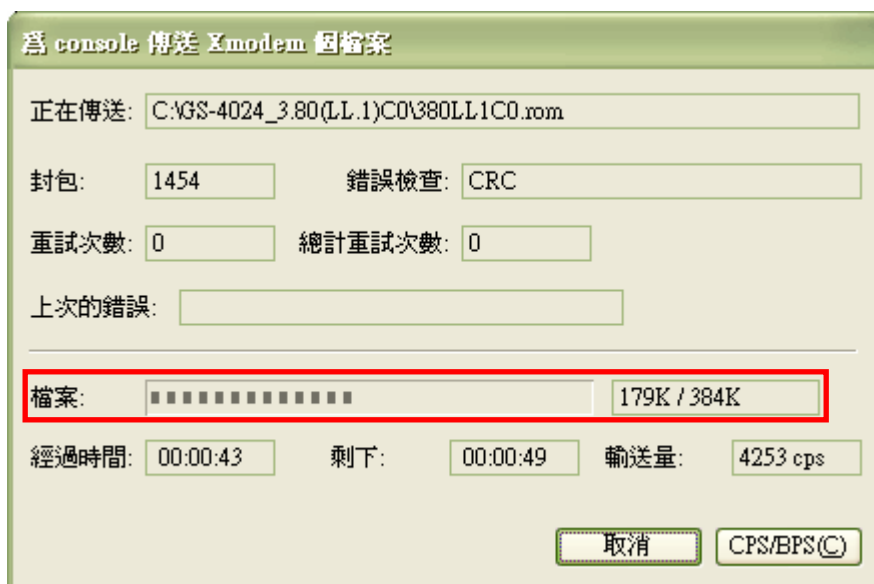 為 console 傳送 Xmodem 個檔案
正在傳送: C:\GS-4024_3.80(LL.1)C0\380LL1C0.rom
封包: 1454 錯誤檢查: CRC
重試次數: 0 總計重試次數: 0
上次的錯誤:
檔案: 179K / 384K
經過時間: 00:00:43 剩下: 00:00:49 輸送量: 4253 cps
取消 CPS/BPS(C)